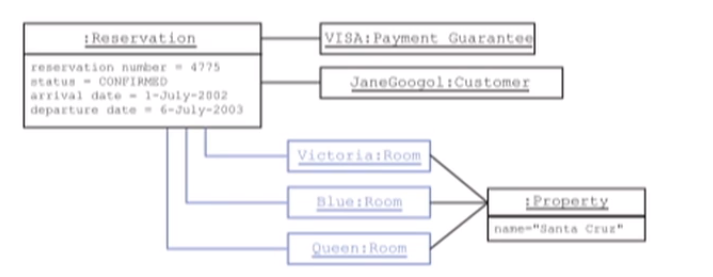 :Reservation
reservation number = 4775
status = CONFIRMED
arrival date = 1-July-2002
departure date = 6-July-2003
VISA:Payment Guarantee
JaneGoogol:Customer
Victoria:Room
Blue:Room
Queen:Room
:Property
name="Santa Cruz"